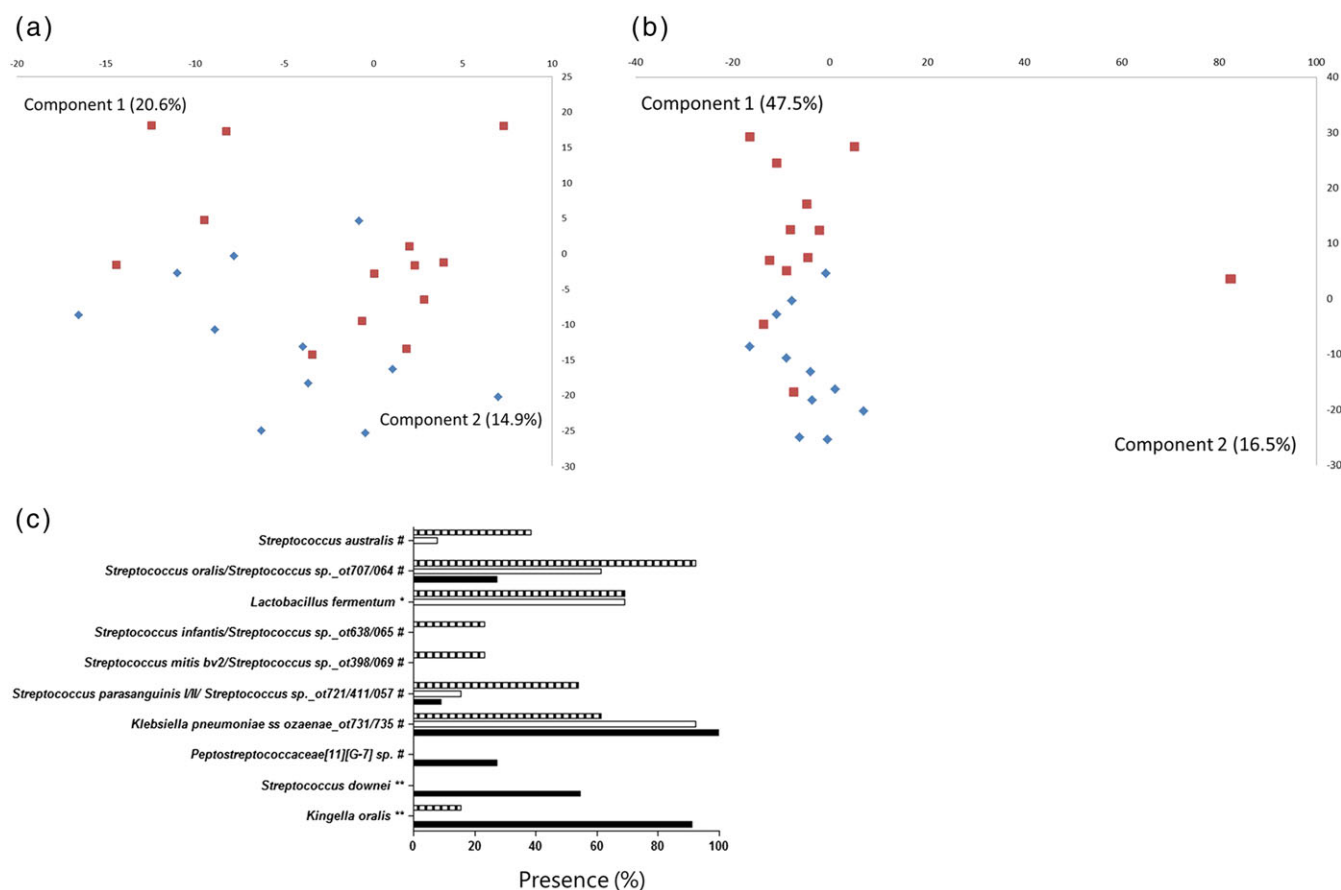 (a)
-20 -15 -10 -5 0 5 10
25
Component 1 (20.6%)
20
15
10
5
0
-5
-10
-15
-20
Component 2 (14.9%)
-25
-30
(b)
-40 -20 0 20 40 60 80 100
40
Component 1 (47.5%)
30
20
10
0
-10
-20
Component 2 (16.5%)
-30
(c)
Streptococcus australis #
Streptococcus oralis/Streptococcus sp._ot707/064 #
Lactobacillus fermentum *
Streptococcus infantis/Streptococcus sp._ot638/065 #
Streptococcus mitis bv2/Streptococcus sp._ot398/069 #
Streptococcus parasanguinis I/II/ Streptococcus sp._ot721/411/057 #
Klebsiella pneumoniae ss ozaenae_ot731/735 #
Peptostreptococcaceae[11][G-7] sp. #
Streptococcus downei **
Kingella oralis **
0 20 40 60 80 100
Presence (%)